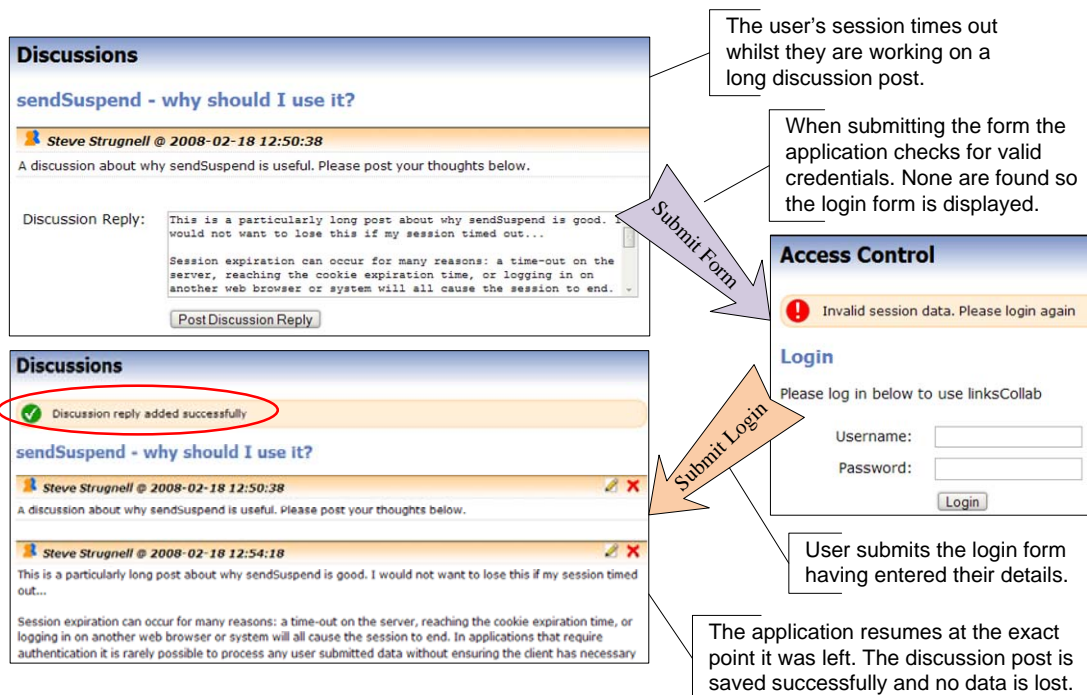 The user's session times out
whilst they are working on a
long discussion post.
Discussions
sendSuspend - why should I use it?
Steve Strugnell @ 2008-02-18 12:50:38
A discussion about why sendSuspend is useful. Please post your thoughts below.
Discussion Reply:
This is a particularly long post about why sendSuspend is good. I
would not want to lose this if my session timed out...
Session expiration can occur for many reasons: a time-out on the
server, reaching the cookie expiration time, or logging in on
another web browser or system will all cause the session to end.
Post Discussion Reply
When submitting the form the
application checks for valid
credentials. None are found so
the login form is displayed.
Submit Form
Access Control
Invalid session data. Please login again
Login
Please log in below to use linksCollab
Username:
Password:
Login
Submit Login
User submits the login form
having entered their details.
Discussions
Discussion reply added successfully
sendSuspend - why should I use it?
Steve Strugnell @ 2008-02-18 12:50:38
A discussion about why sendSuspend is useful. Please post your thoughts below.
Steve Strugnell @ 2008-02-18 12:54:18
This is a particularly long post about why sendSuspend is good. I would not want to lose this if my session timed
out...
Session expiration can occur for many reasons: a time-out on the server, reaching the cookie expiration time, or
logging in on another web browser or system will all cause the session to end. In applications that require
authentication it is rarely possible to process any user submitted data without ensuring the client has necessary
The application resumes at the exact
point it was left. The discussion post is
saved successfully and no data is lost.